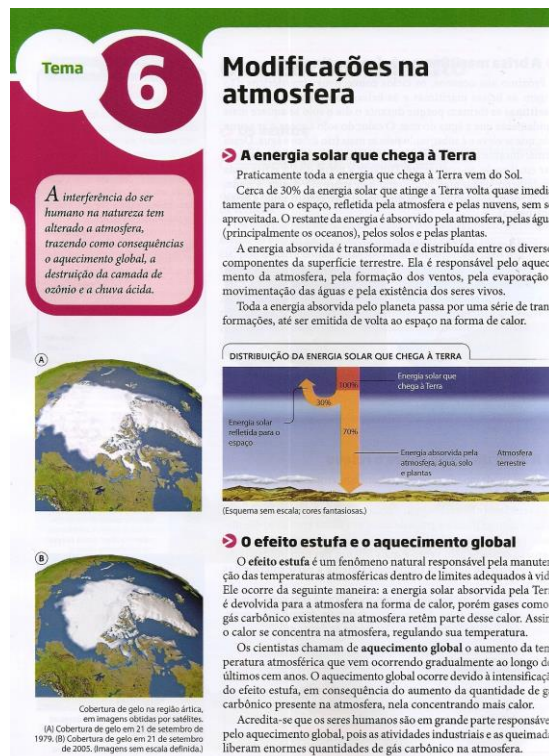 Tema
6
Modificações na
atmosfera
A interferência do ser
humano na natureza tem
alterado a atmosfera,
trazendo como consequências
o aquecimento global, a
destruição da camada de
ozônio e a chuva ácida.
A energia solar que chega à Terra
Praticamente toda a energia que chega à Terra vem do Sol.
Cerca de 30% da energia solar que atinge a Terra volta quase imedi
tamente para o espaço, refletida pela atmosfera e pelas nuvens, sem s
aproveitada. O restante da energia é absorvido pela atmosfera, pelas águ
(principalmente os oceanos), pelos solos e pelas plantas.
A energia absorvida é transformada e distribuída entre os diverso
componentes da superfície terrestre. Ela é responsável pelo aquec
mento da atmosfera, pela formação dos ventos, pela evaporação
movimentação das águas e pela existência dos seres vivos.
Toda a energia absorvida pelo planeta passa por uma série de tran
formações, até ser emitida de volta ao espaço na forma de calor.
DISTRIBUIÇÃO DA ENERGIA SOLAR QUE CHEGA À TERRA
100%
Energia solar que
chega à Terra
30%
Energia solar
refletida para o
espaço
70%
Energia absorvida pela
atmosfera, água, solo
e plantas
Atmosfera
terrestre
(Esquema sem escala; cores fantasiosas.)
O efeito estufa e o aquecimento global
O efeito estufa é um fenômeno natural responsável pela manuten
ção das temperaturas atmosféricas dentro de limites adequados à vid
Ele ocorre da seguinte maneira: a energia solar absorvida pela Terr
é devolvida para a atmosfera na forma de calor, porém gases como
gás carbônico existentes na atmosfera retêm parte desse calor. Assim
o calor se concentra na atmosfera, regulando sua temperatura.
Os cientistas chamam de aquecimento global o aumento da tem
peratura atmosférica que vem ocorrendo gradualmente ao longo do
últimos cem anos. O aquecimento global ocorre devido à intensificaçã
do efeito estufa, em consequência do aumento da quantidade de g
carbônico presente na atmosfera, nela concentrando mais calor.
Acredita-se que os seres humanos são em grande parte responsáve
pelo aquecimento global, pois as atividades industriais e as queimad
liberam enormes quantidades de gás carbônico na atmosfera.
A
B
Cobertura de gelo na região ártica,
em imagens obtidas por satélites.
(A) Cobertura de gelo em 21 de setembro de
1979. (B) Cobertura de gelo em 21 de setembro
de 2005. (Imagens sem escala definida.)